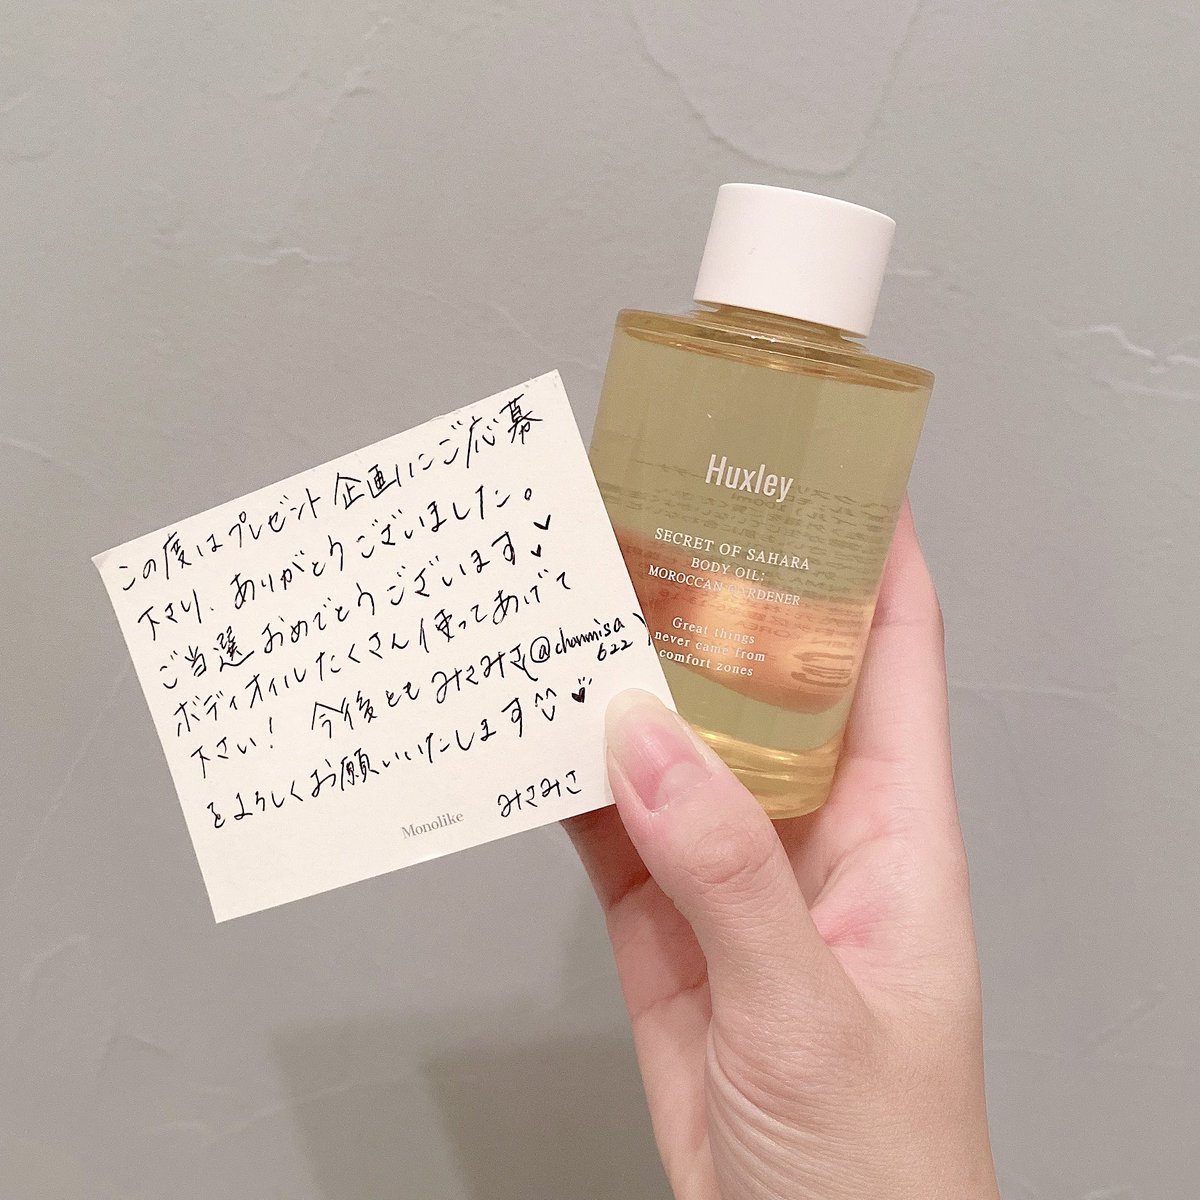 この度はプレゼント企画にご応募
下さり、ありがとうございました。
ご当選おめでとうございます♥
ボディオイルたくさん使ってあげて
下さい! 今後ともみさみさ(@chanmisa
622)
をよろしくお願いいたします
みさみさ
Monolike
Huxley
SECRET OF SAHARA
BODY OIL:
MOROCCAN GARDENER
Great things
never came from
comfort zones